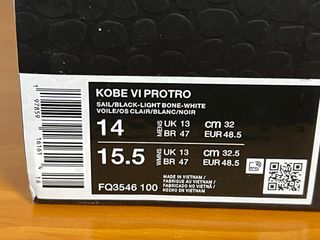 KOBE VI PROTRO
SAIL/BLACK-LIGHT BONE-WHITE
VOILE/OS CLAIR/BLANC/NOIR
14 MENS UK 13 cm 32
BR 47 EUR 48.5
15.5 WMNS UK 13 cm 32.5
BR 47 EUR 48.5
FQ3546 100
MADE IN VIETNAM/
FABRIQUÉ AU VIETNAM/
FABRICADO NO VIETNÃ/
HECHO EN VIETNAM